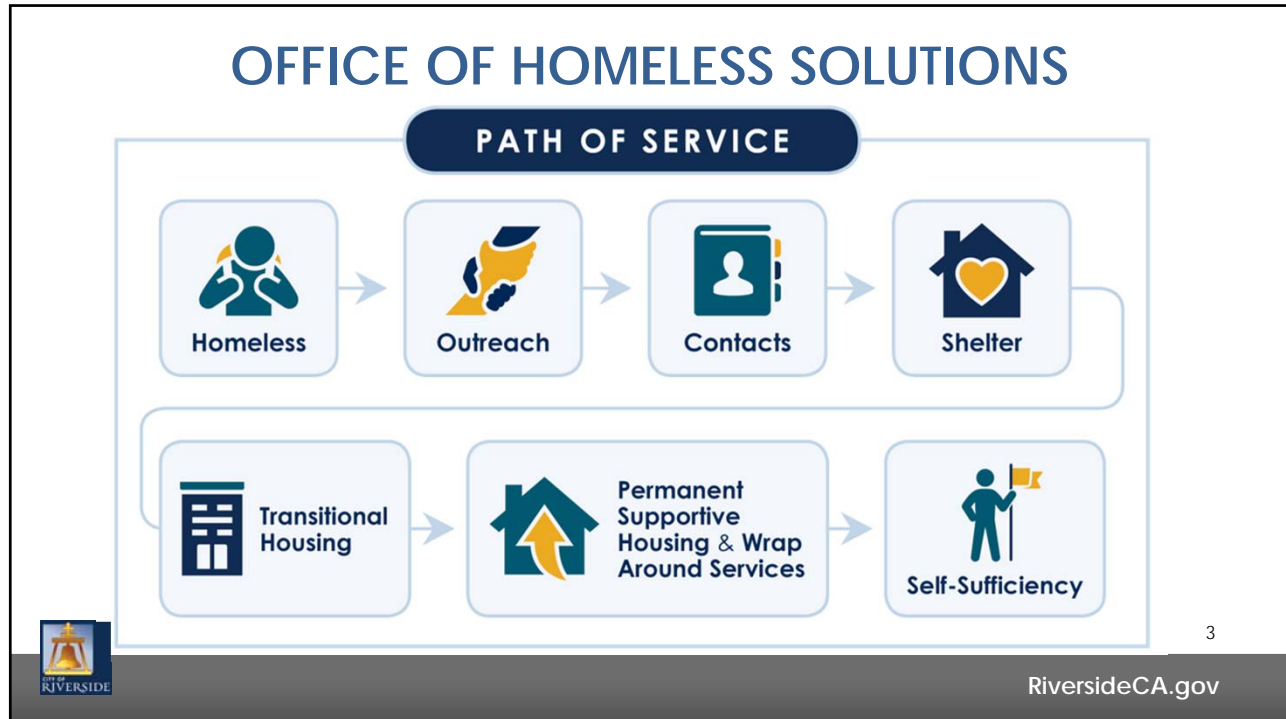 OFFICE OF HOMELESS SOLUTIONS
PATH OF SERVICE
Homeless
Outreach
Contacts
Shelter
Transitional
Housing
Permanent
Supportive
Housing & Wrap
Around Services
Self-Sufficiency
3
CITY OF
RIVERSIDE
RiversideCA.gov